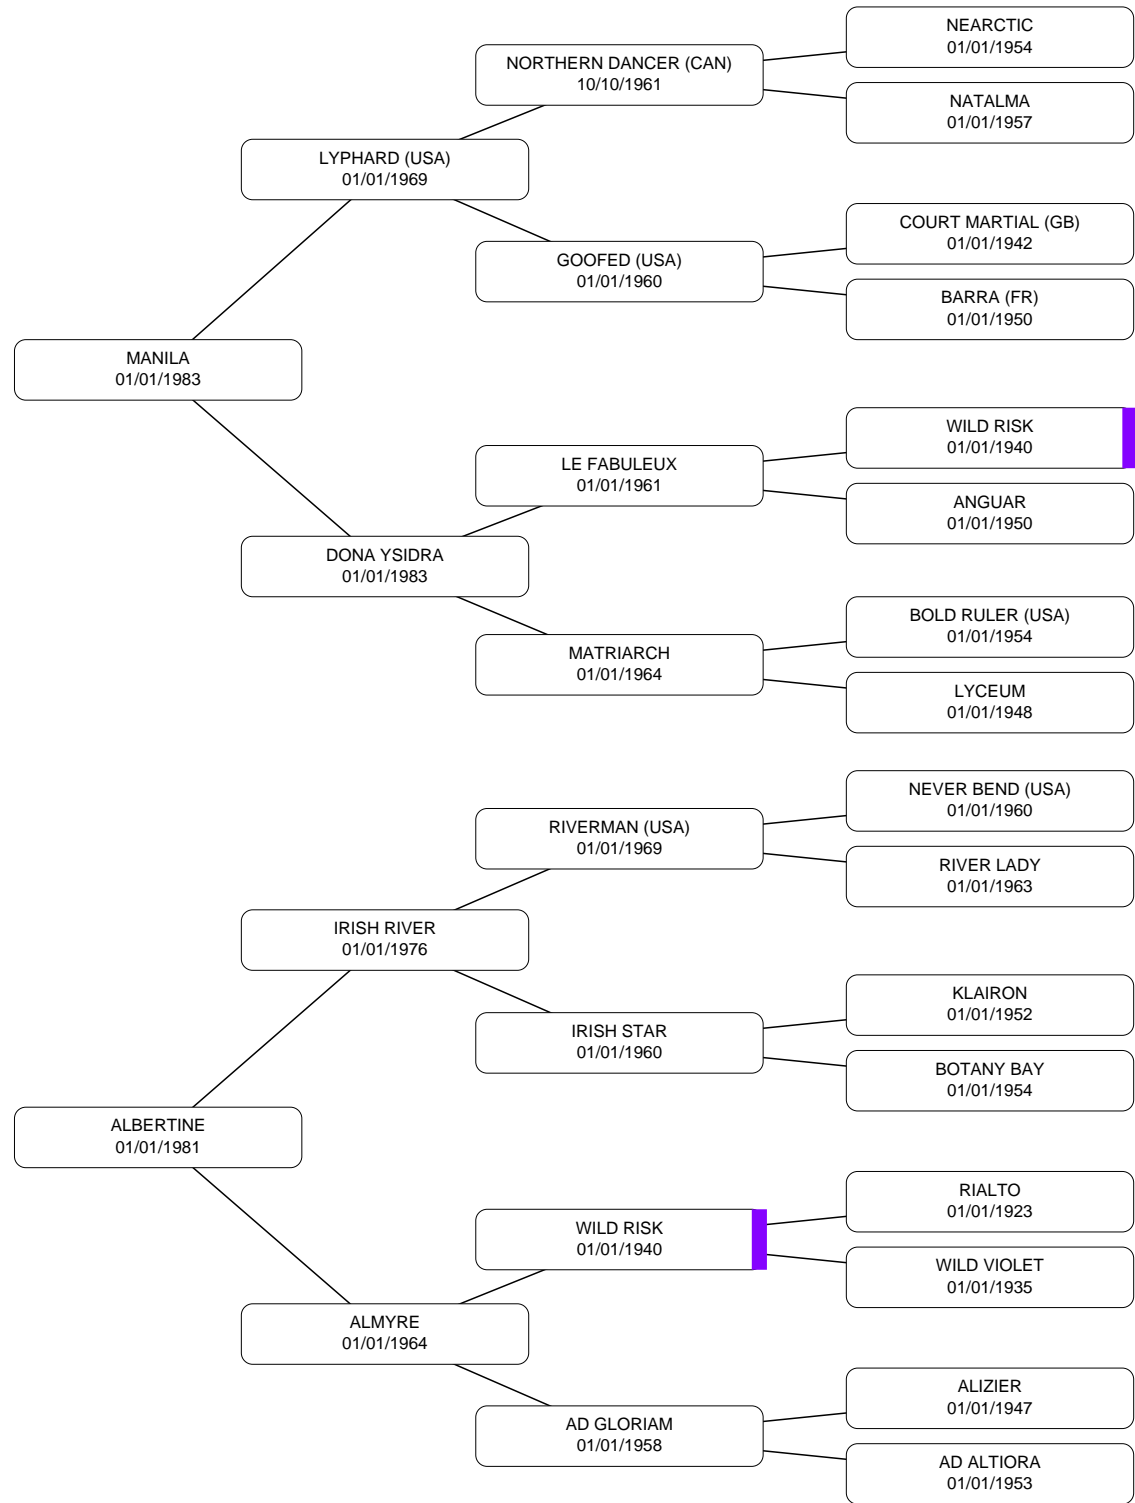 NEARCTIC
01/01/1954
NORTHERN DANCER (CAN)
10/10/1961
NATALMA
01/01/1957
LYPHARD (USA)
01/01/1969
COURT MARTIAL (GB)
01/01/1942
GOOFED (USA)
01/01/1960
BARRA (FR)
01/01/1950
MANILA
01/01/1983
WILD RISK
01/01/1940
LE FABULEUX
01/01/1961
ANGUAR
01/01/1950
DONA YSIDRA
01/01/1983
BOLD RULER (USA)
01/01/1954
MATRIARCH
01/01/1964
LYCEUM
01/01/1948
NEVER BEND (USA)
01/01/1960
RIVERMAN (USA)
01/01/1969
RIVER LADY
01/01/1963
IRISH RIVER
01/01/1976
KLAIRON
01/01/1952
IRISH STAR
01/01/1960
BOTANY BAY
01/01/1954
ALBERTINE
01/01/1981
RIALTO
01/01/1923
WILD RISK
01/01/1940
WILD VIOLET
01/01/1935
ALMYRE
01/01/1964
ALIZIER
01/01/1947
AD GLORIAM
01/01/1958
AD ALTIORA
01/01/1953